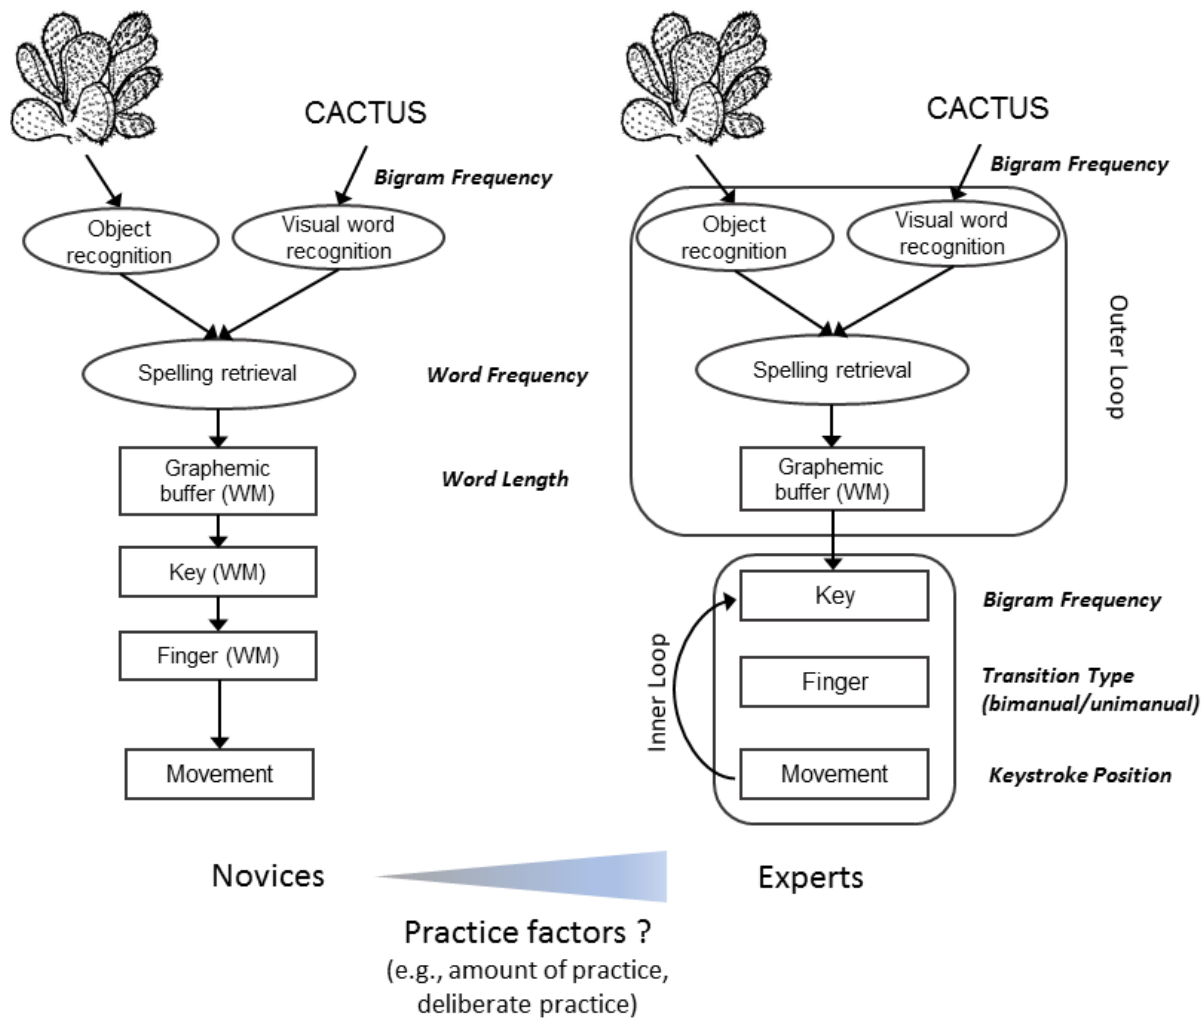 CACTUS
Bigram Frequency
Object
recognition
Visual word
recognition
Spelling retrieval
Word Frequency
Graphemic
buffer (WM)
Word Length
Key (WM)
Finger (WM)
Movement
CACTUS
Bigram Frequency
Object
recognition
Visual word
recognition
Spelling retrieval
Graphemic
buffer (WM)
Outer Loop
Key
Bigram Frequency
Finger
Transition Type
(bimanual/unimanual)
Movement
Keystroke Position
Inner Loop
Novices
Experts
Practice factors ?
(e.g., amount of practice,
deliberate practice)